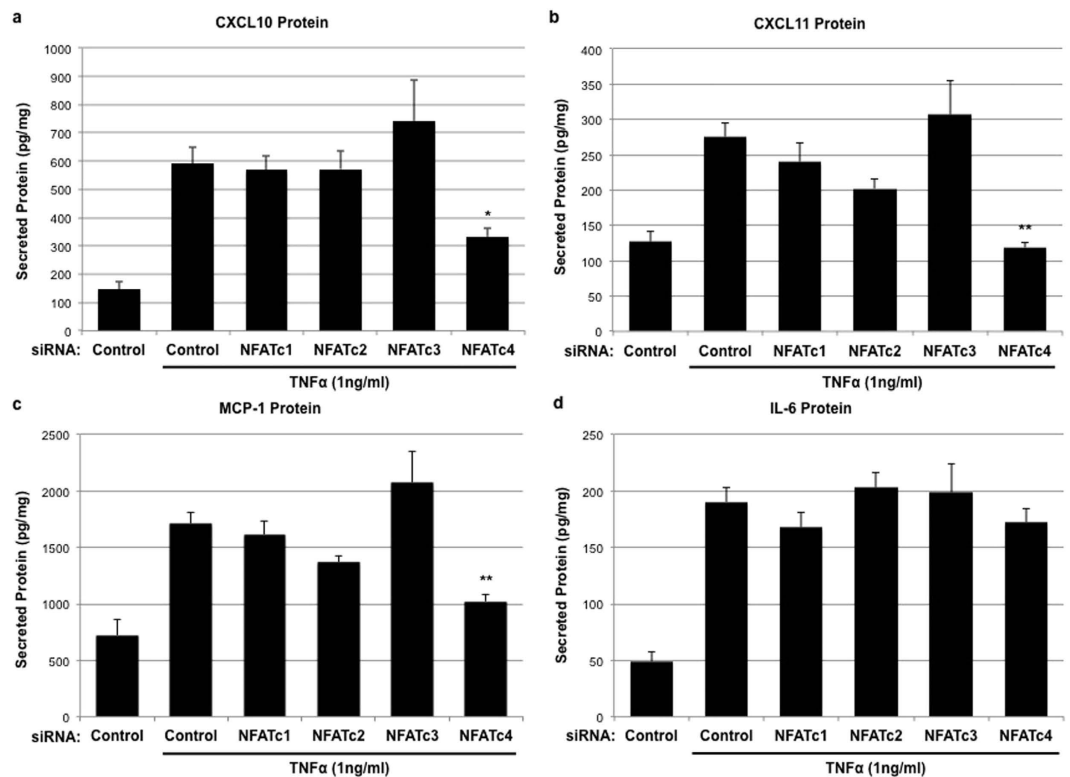 a
CXCL10 Protein
Secreted Protein (pg/mg)
1000
900
800
700
600
500
400
300
200
100
0
*
siRNA: Control Control NFATc1 NFATc2 NFATc3 NFATc4
TNFα (1ng/ml)
b
CXCL11 Protein
Secreted Protein (pg/mg)
400
350
300
250
200
150
100
50
0
**
siRNA: Control Control NFATc1 NFATc2 NFATc3 NFATc4
TNFα (1ng/ml)
c
MCP-1 Protein
Secreted Protein (pg/mg)
2500
2000
1500
1000
500
0
**
siRNA: Control Control NFATc1 NFATc2 NFATc3 NFATc4
TNFα (1ng/ml)
d
IL-6 Protein
Secreted Protein (pg/mg)
250
200
150
100
50
0
siRNA: Control Control NFATc1 NFATc2 NFATc3 NFATc4
TNFα (1ng/ml)